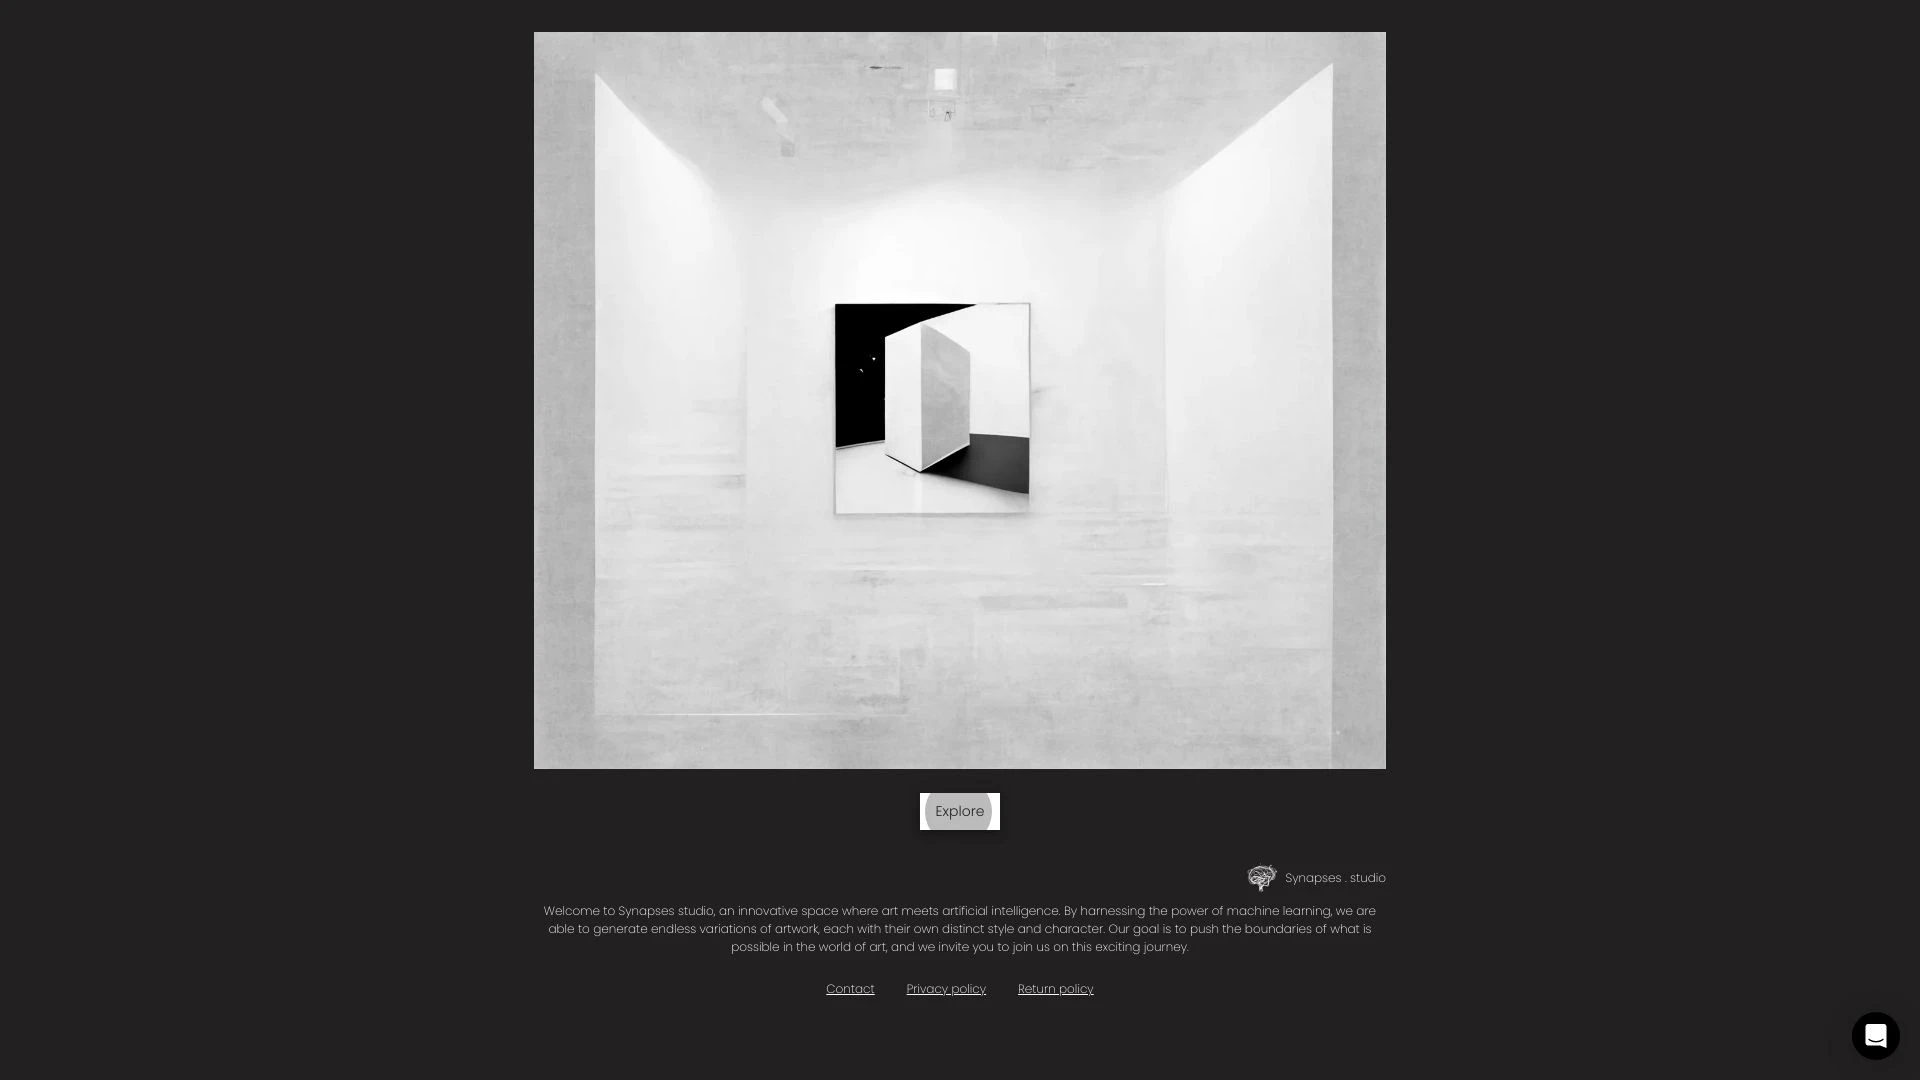 Explore
Synapses . studio
Welcome to Synapses studio, an innovative space where art meets artificial intelligence. By harnessing the power of machine learning, we are
able to generate endless variations of artwork, each with their own distinct style and character. Our goal is to push the boundaries of what is
possible in the world of art, and we invite you to join us on this exciting journey.
Contact Privacy policy Return policy